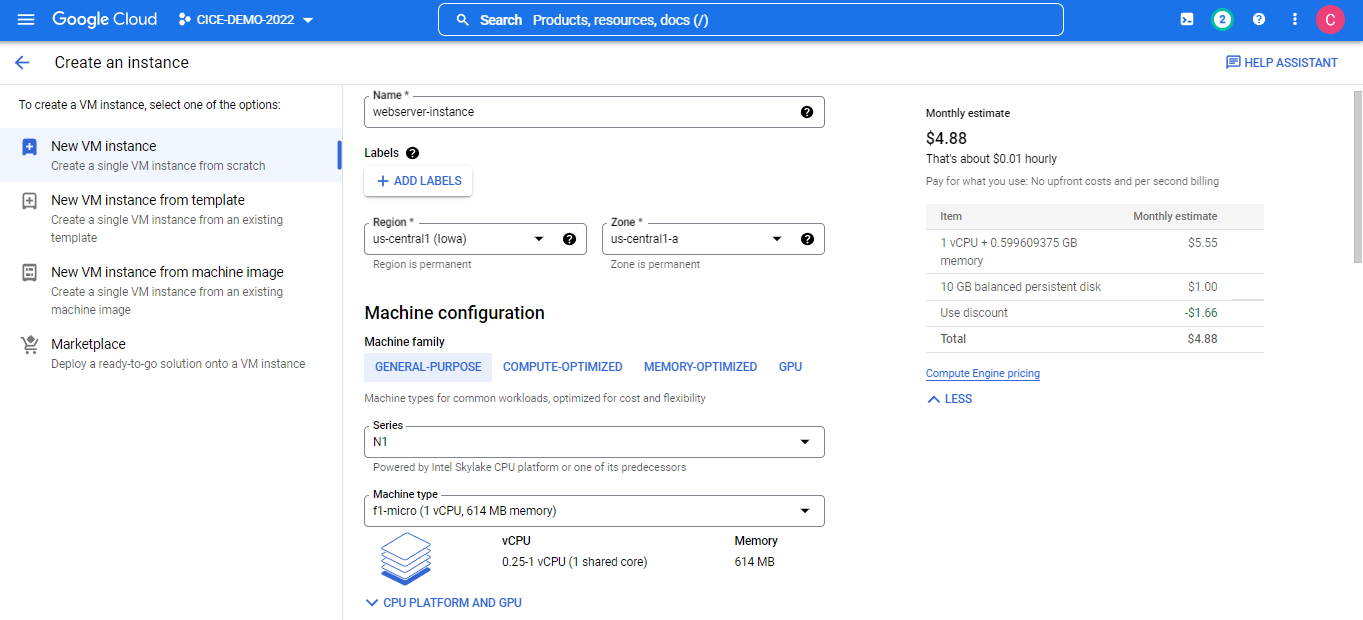 Google Cloud
CICE-DEMO-2022
Search Products, resources, docs (/)
2
C
Create an instance
HELP ASSISTANT
To create a VM instance, select one of the options:
New VM instance
Create a single VM instance from scratch
New VM instance from template
Create a single VM instance from an existing
template
New VM instance from machine image
Create a single VM instance from an existing
machine image
Marketplace
Deploy a ready-to-go solution onto a VM instance
Name *
webserver-instance
Labels
+ ADD LABELS
Region *
us-central1 (Iowa)
Region is permanent
Zone *
us-central1-a
Zone is permanent
Machine configuration
Machine family
GENERAL-PURPOSE COMPUTE-OPTIMIZED MEMORY-OPTIMIZED GPU
Machine types for common workloads, optimized for cost and flexibility
Series
N1
Powered by Intel Skylake CPU platform or one of its predecessors
Machine type
f1-micro (1 vCPU, 614 MB memory)
vCPU Memory
0.25-1 vCPU (1 shared core) 614 MB
CPU PLATFORM AND GPU
Monthly estimate
$4.88
That's about $0.01 hourly
Pay for what you use: No upfront costs and per second billing
Item Monthly estimate
1 vCPU + 0.599609375 GB $5.55
memory
10 GB balanced persistent disk $1.00
Use discount -$1.66
Total $4.88
Compute Engine pricing
LESS